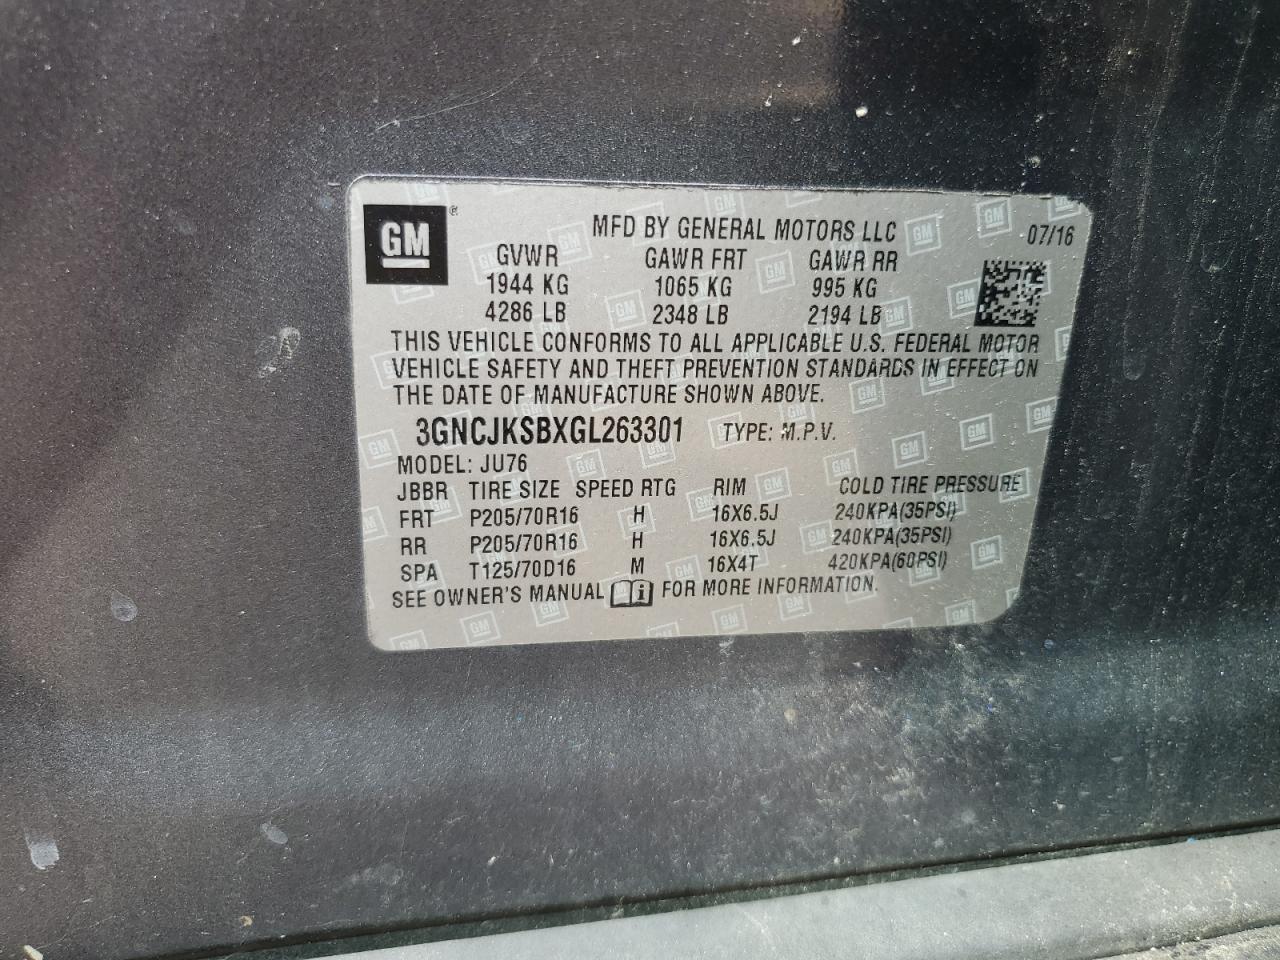 GM
MFD BY GENERAL MOTORS LLC 07/16
GVWR GAWR FRT GAWR RR
1944 KG 1065 KG 995 KG
4286 LB 2348 LB 2194 LB
THIS VEHICLE CONFORMS TO ALL APPLICABLE U.S. FEDERAL MOTOR
VEHICLE SAFETY AND THEFT PREVENTION STANDARDS IN EFFECT ON
THE DATE OF MANUFACTURE SHOWN ABOVE.
3GNCJKSBXGL263301 TYPE: M.P.V.
MODEL: JU76
JBBR TIRE SIZE SPEED RTG RIM COLD TIRE PRESSURE
FRT P205/70R16 H 16X6.5J 240KPA(35PSI)
RR P205/70R16 H 16X6.5J 240KPA(35PSI)
SPA T125/70D16 M 16X4T 420KPA(60PSI)
SEE OWNER'S MANUAL FOR MORE INFORMATION.